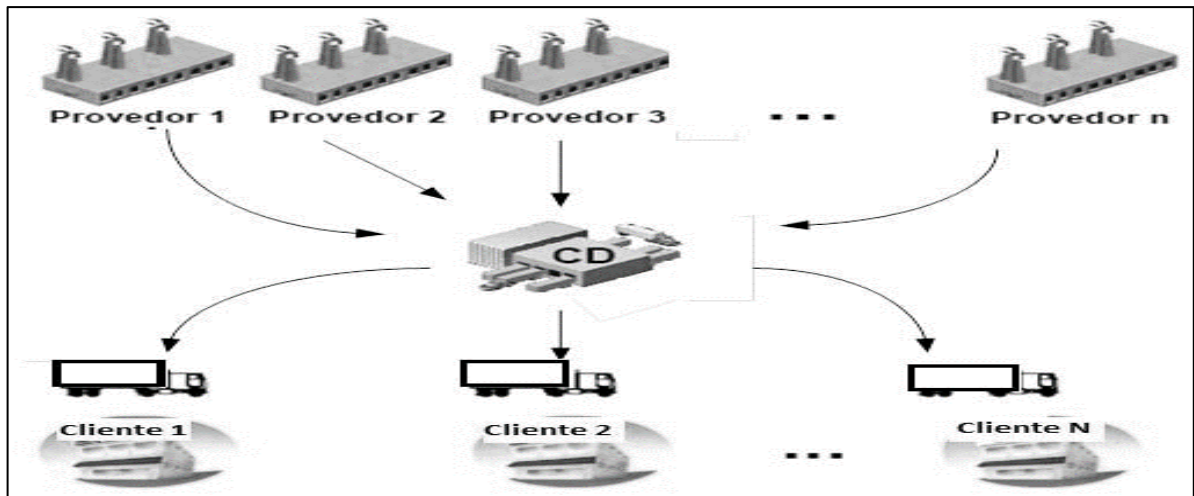 Provedor 1 Provedor 2 Provedor 3 ... Provedor n
CD
Cliente 1 Cliente 2 ... Cliente N